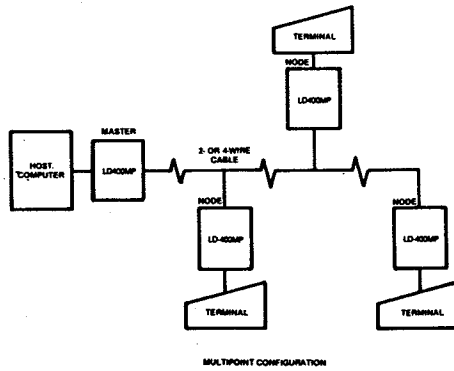 TERMINAL
NODE
LD400MP
MASTER
2- OR 4-WIRE
CABLE
HOST.
COMPUTER
LD400MP
NODE
NODE
LD-400MP
LD-400MP
TERMINAL
TERMINAL
MULTIPOINT CONFIGURATION